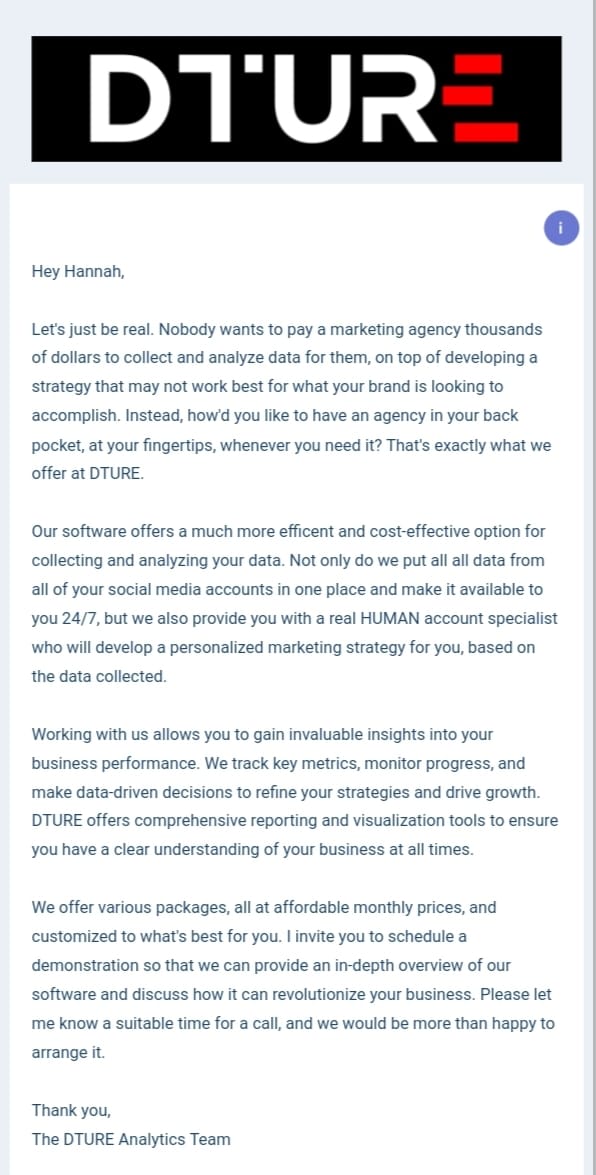 DTURE
i
Hey Hannah,
Let's just be real. Nobody wants to pay a marketing agency thousands
of dollars to collect and analyze data for them, on top of developing a
strategy that may not work best for what your brand is looking to
accomplish. Instead, how'd you like to have an agency in your back
pocket, at your fingertips, whenever you need it? That's exactly what we
offer at DTURE.
Our software offers a much more efficent and cost-effective option for
collecting and analyzing your data. Not only do we put all all data from
all of your social media accounts in one place and make it available to
you 24/7, but we also provide you with a real HUMAN account specialist
who will develop a personalized marketing strategy for you, based on
the data collected.
Working with us allows you to gain invaluable insights into your
business performance. We track key metrics, monitor progress, and
make data-driven decisions to refine your strategies and drive growth.
DTURE offers comprehensive reporting and visualization tools to ensure
you have a clear understanding of your business at all times.
We offer various packages, all at affordable monthly prices, and
customized to what's best for you. I invite you to schedule a
demonstration so that we can provide an in-depth overview of our
software and discuss how it can revolutionize your business. Please let
me know a suitable time for a call, and we would be more than happy to
arrange it.
Thank you,
The DTURE Analytics Team